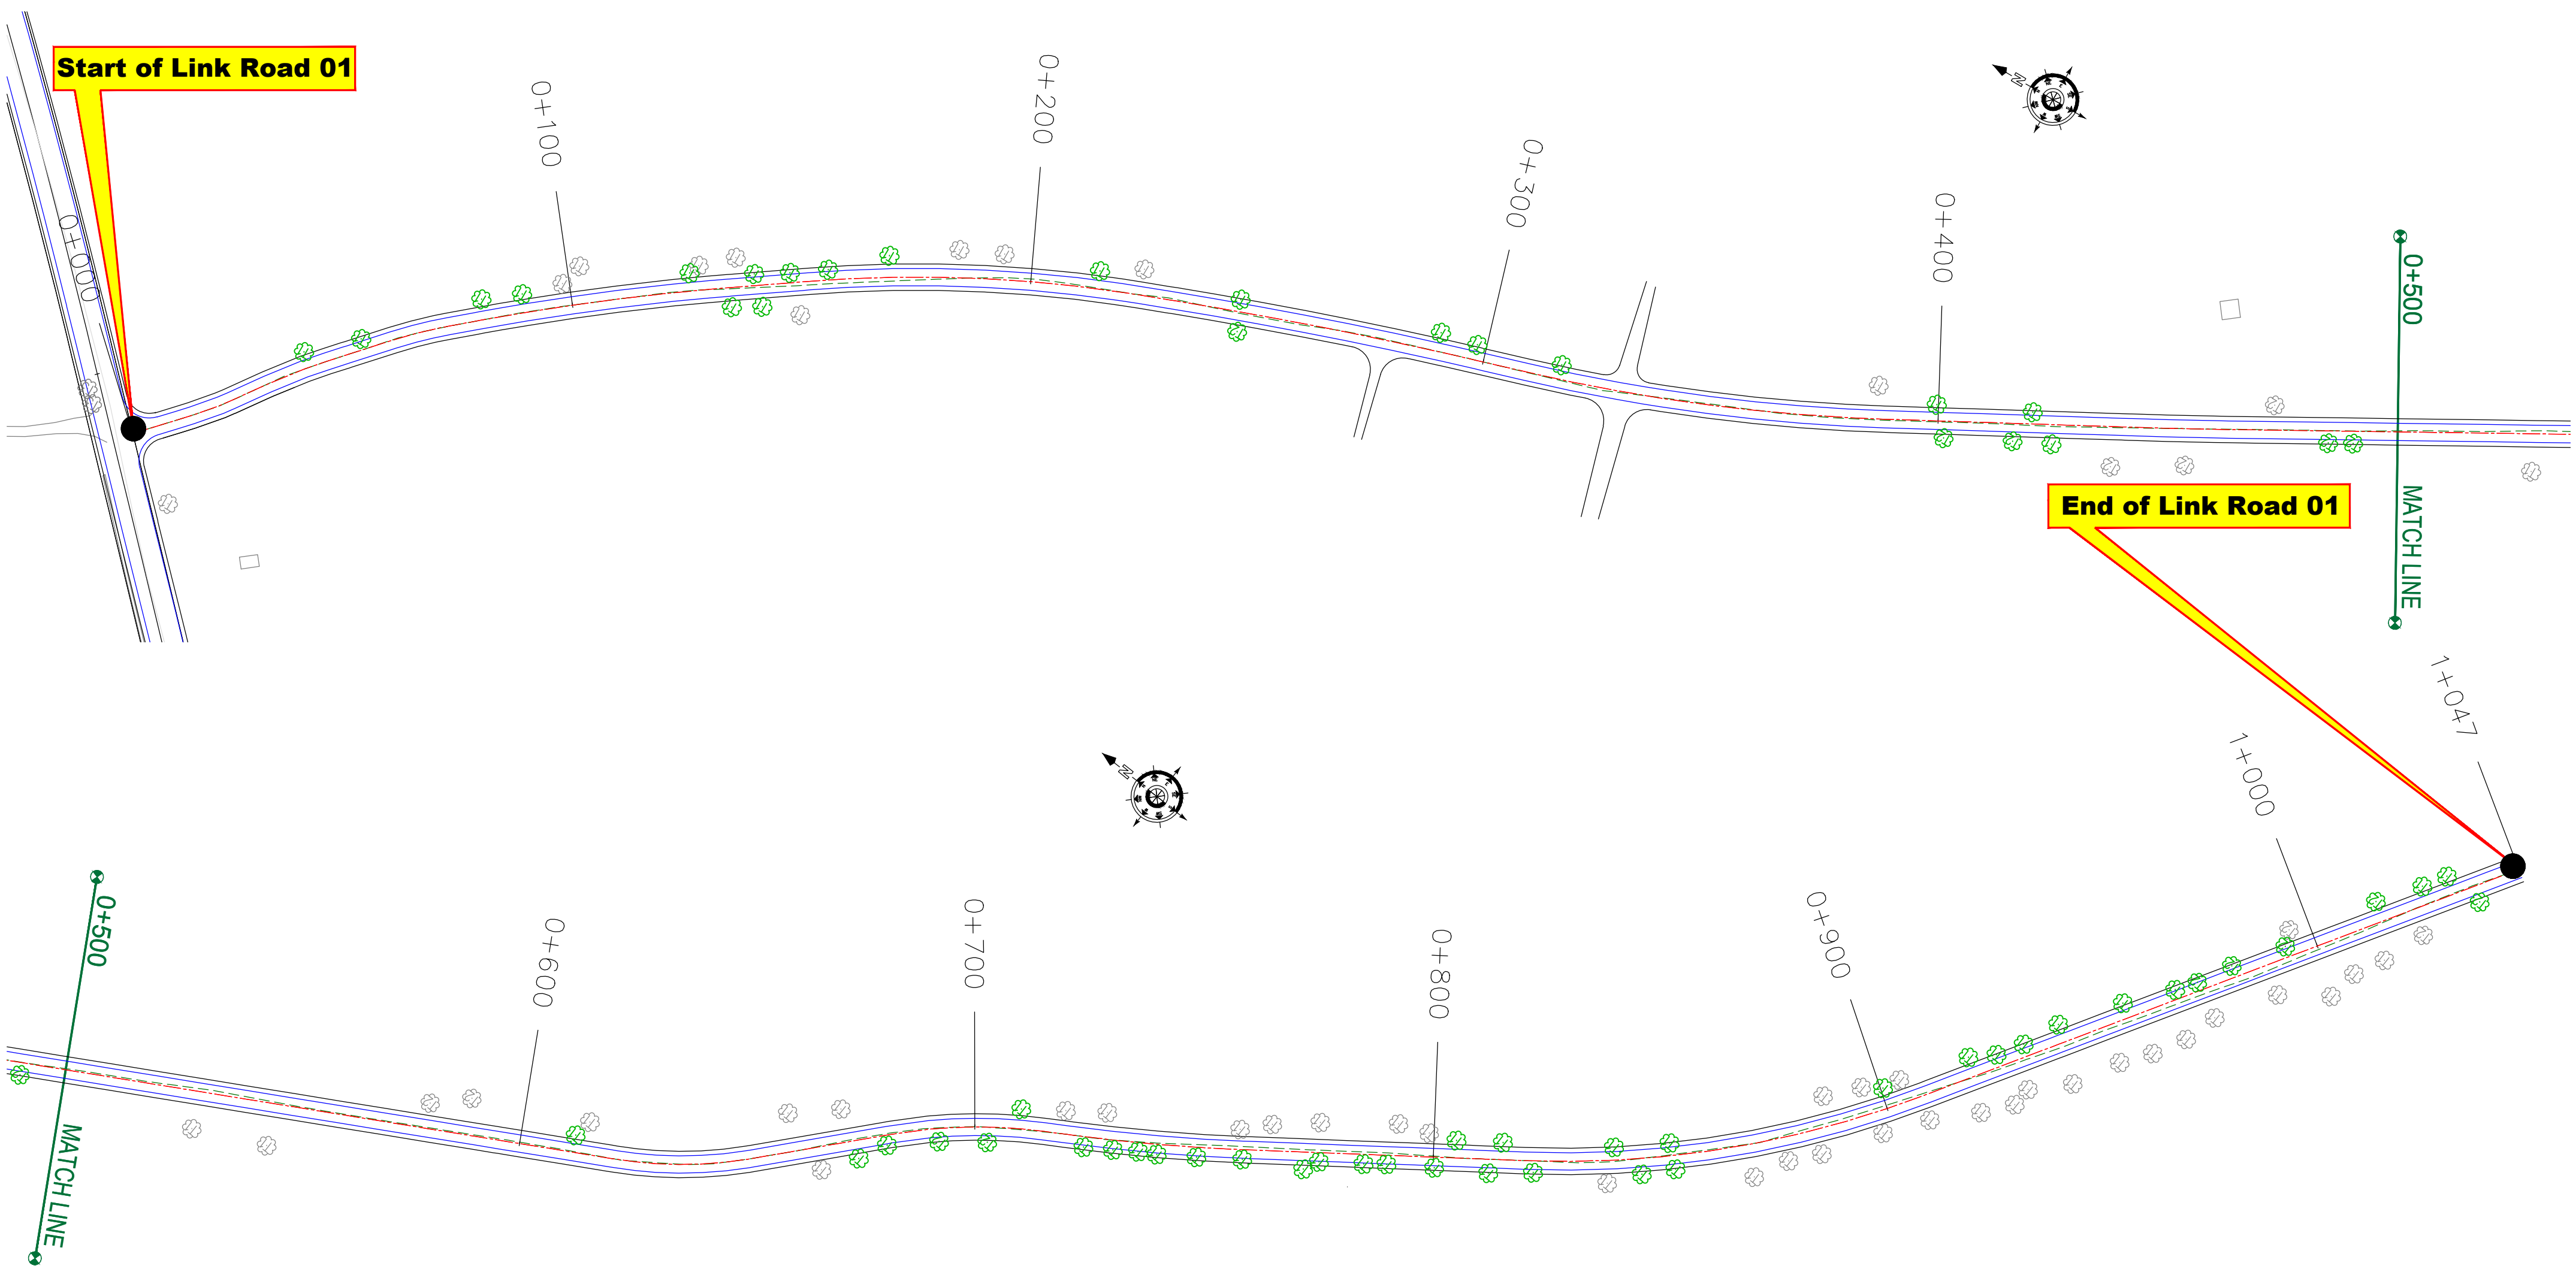 Start of Link Road 01
0+000
0+100
0+200
0+300
0+400
N
0+500
MATCH LINE
End of Link Road 01
N
0+500
MATCH LINE
0+600
0+700
0+800
0+900
1+000
1+047